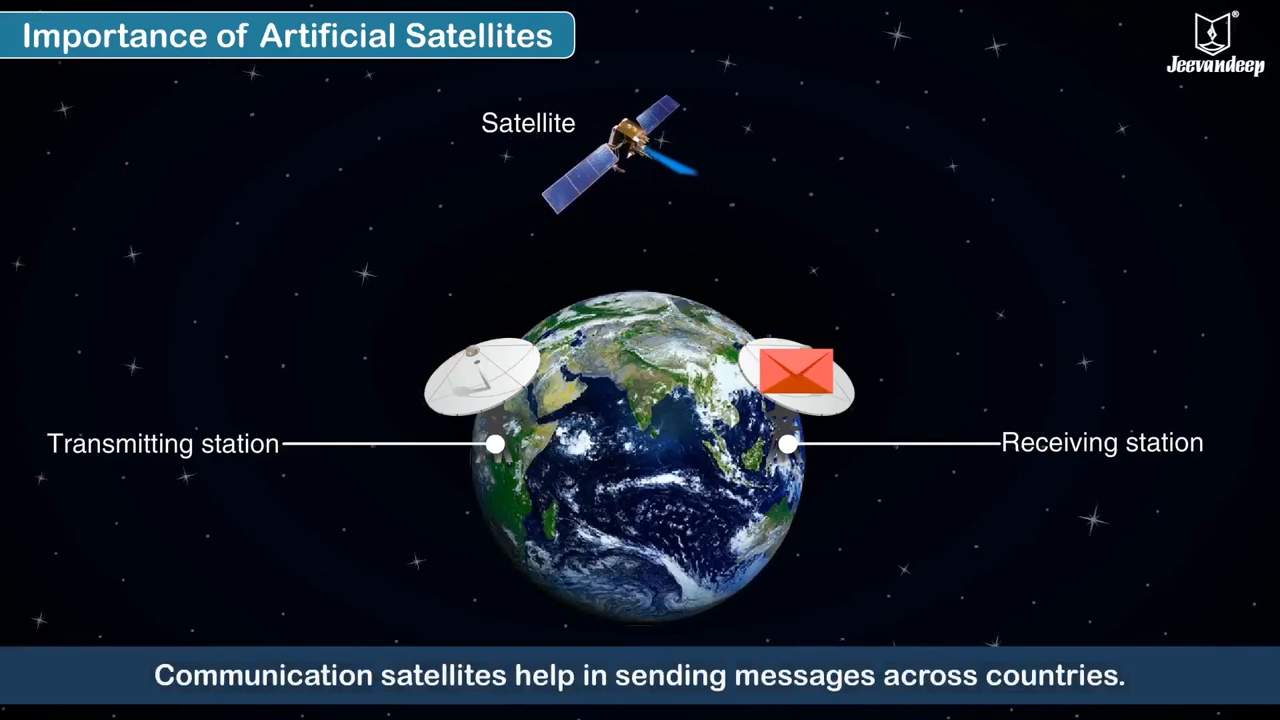 Importance of Artificial Satellites
Jeevandeep®
Satellite
Transmitting station
Receiving station
Communication satellites help in sending messages across countries.